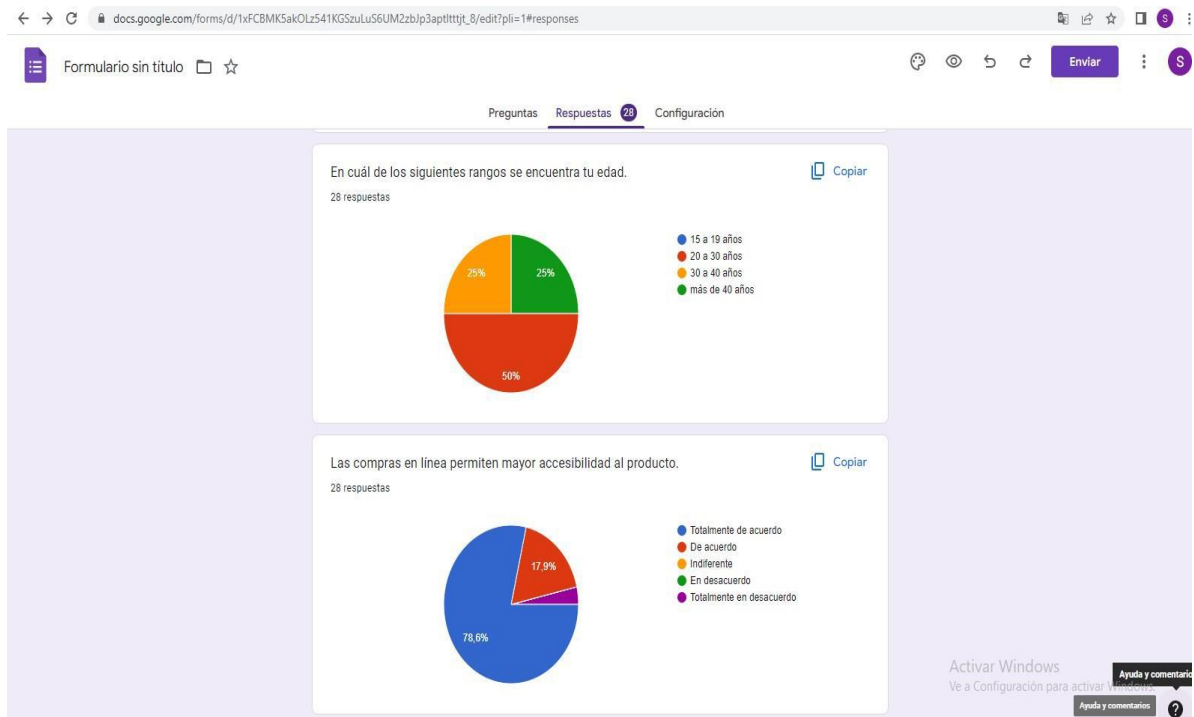 docs.google.com/forms/d/1xFCBMK5akOLz541KGSzuLuS6UM2zbJp3aptltttjt_8/edit?pli=1#responses
S
Formulario sin título
Enviar
S
Preguntas Respuestas 28 Configuración
En cuál de los siguientes rangos se encuentra tu edad.
Copiar
28 respuestas
25%
25%
50%
15 a 19 años
20 a 30 años
30 a 40 años
más de 40 años
Las compras en línea permiten mayor accesibilidad al producto.
Copiar
28 respuestas
17,9%
78,6%
Totalmente de acuerdo
De acuerdo
Indiferente
En desacuerdo
Totalmente en desacuerdo
Activar Windows
Ve a Configuración para activar Windows.
Ayuda y comentario
Ayuda y comentarios